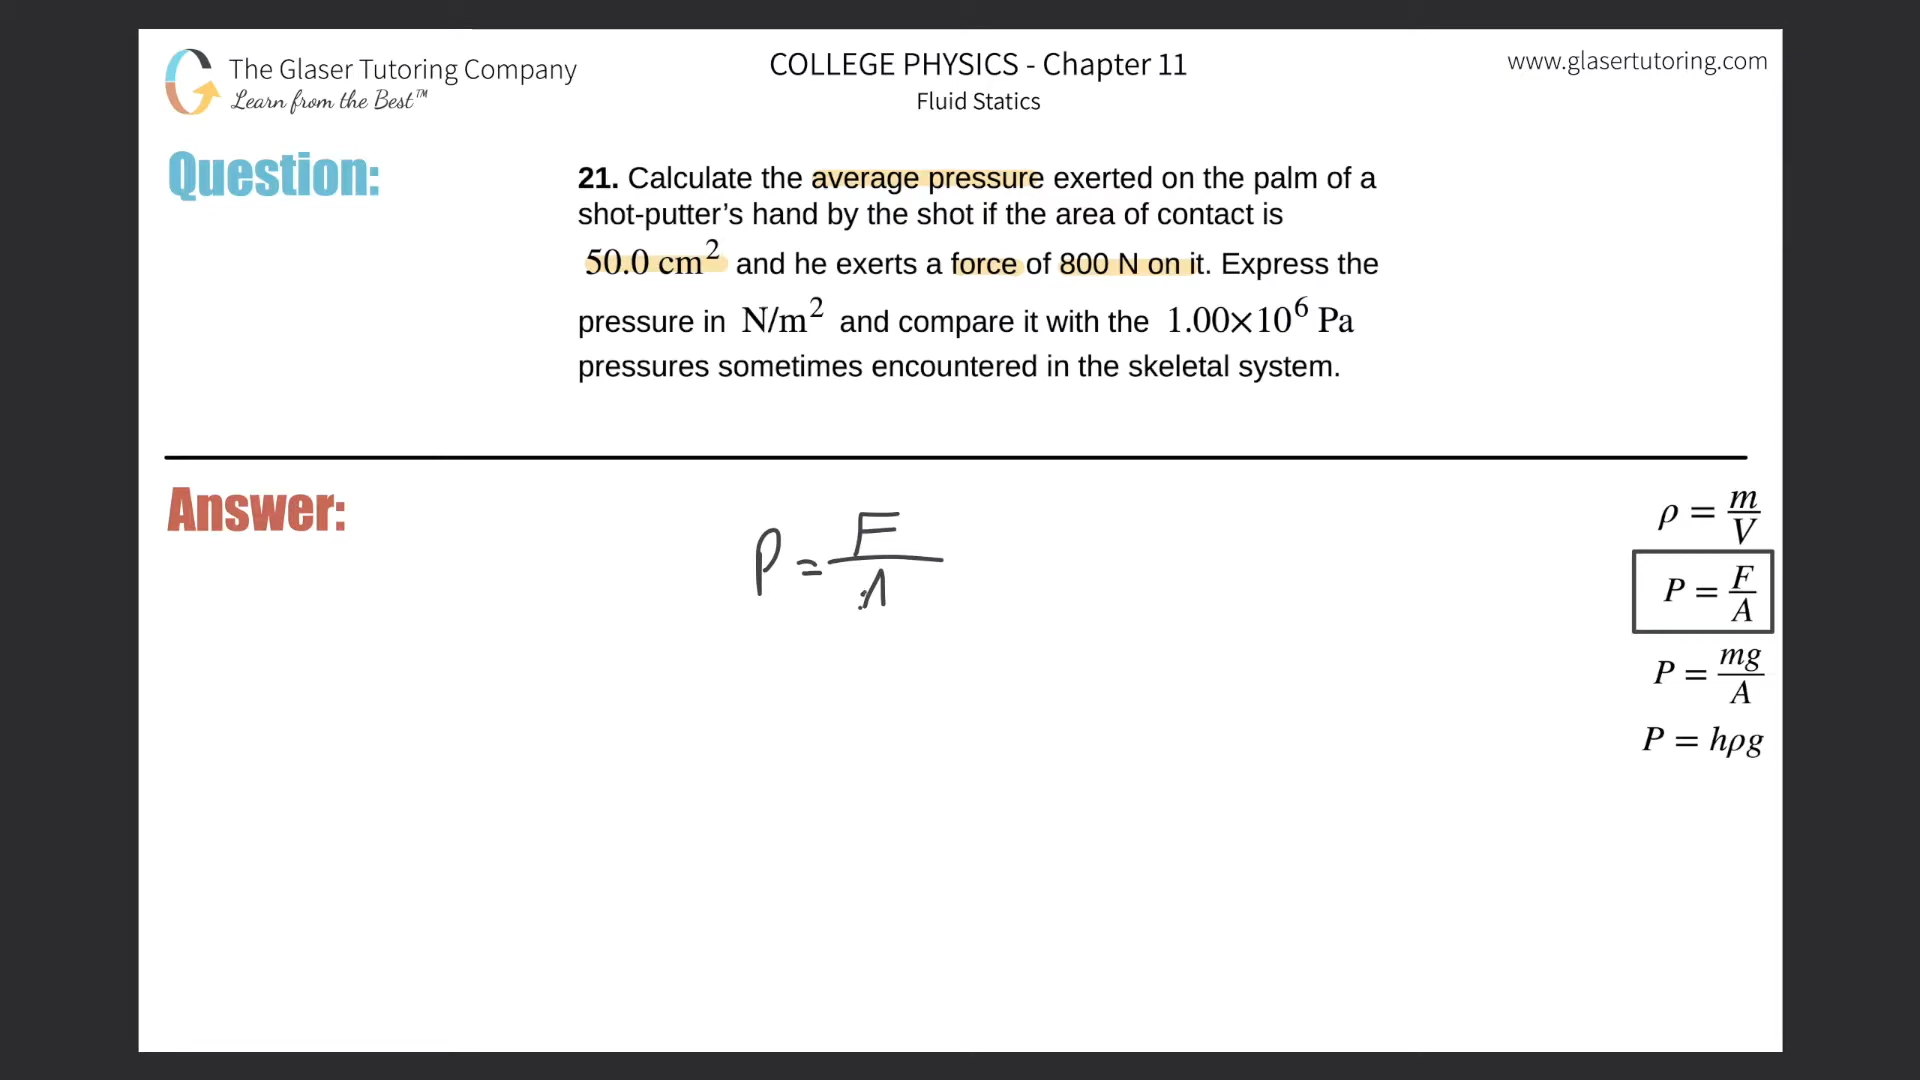 The Glaser Tutoring Company
Learn from the Best™
COLLEGE PHYSICS - Chapter 11
Fluid Statics
www.glasertutoring.com
Question:
21. Calculate the average pressure exerted on the palm of a
shot-putter’s hand by the shot if the area of contact is
50.0 cm² and he exerts a force of 800 N on it. Express the
pressure in N/m² and compare it with the 1.00×10⁶ Pa
pressures sometimes encountered in the skeletal system.
Answer:
P = F/A
ρ = m/V
P = F/A
P = mg/A
P = hρg